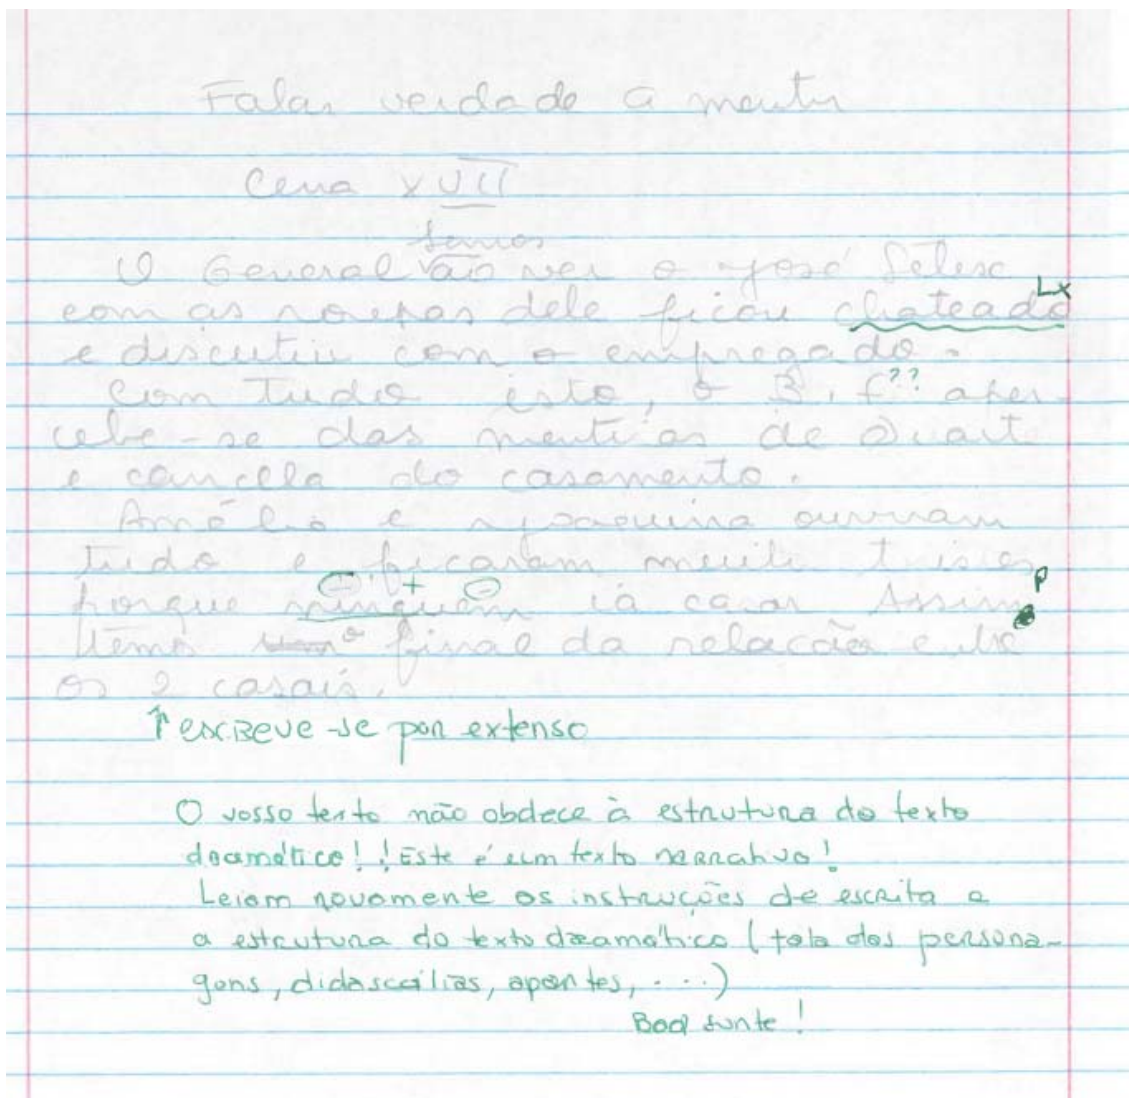 Falar verdade a mentir
Cena XVII
O General ao ver o José Felix
Lx
com as roupas dele ficou chateado
e discutiu com o empregado.
Com tudo isto, o B. F ?? aper-
cebe-se das mentiras de Duarte
e cancela do casamento.
Amélia e Joaquina ouviram
tudo e ficaram muito tristes
+ P
porque ninguém ia casar Assim
final da relação entre
os 2 casais.
↑ escreve-se por extenso
O vosso texto não obdece à estrutura do texto
dramático!! Este é um texto narrativo!
Leiam novamente as instruções de escrita e
a estrutura do texto dramático (fala das persona-
gens, didascálias, apartes, ...)
Boa sorte!